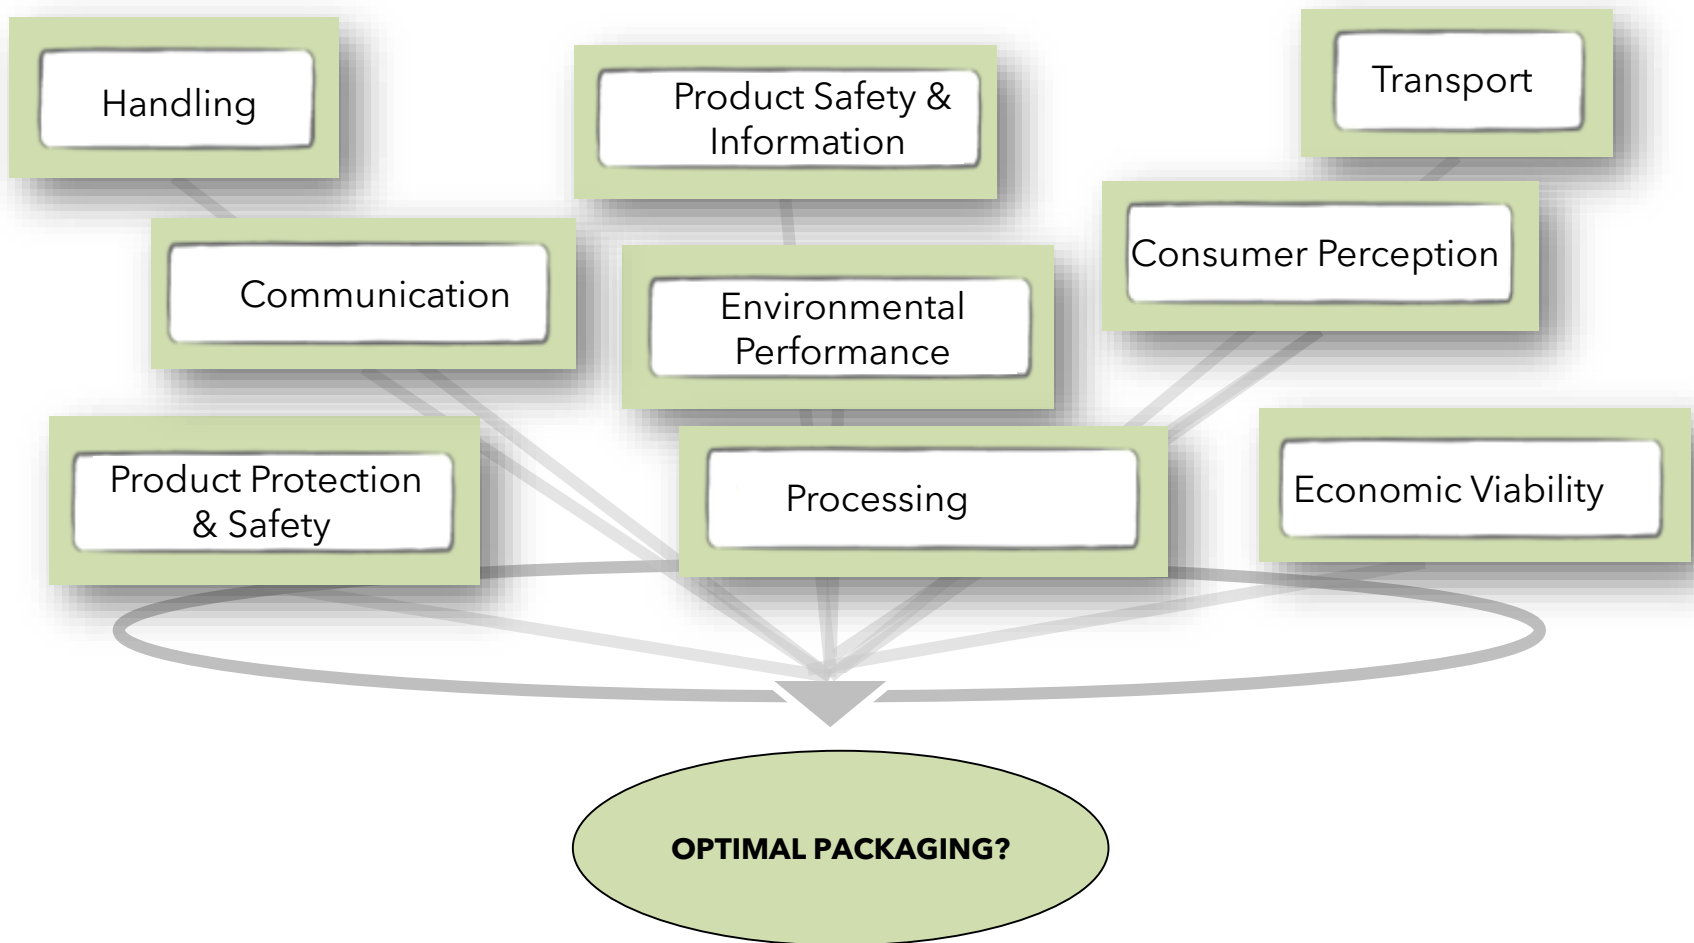 Handling
Product Safety &
Information
Transport
Communication
Environmental
Performance
Consumer Perception
Product Protection
& Safety
Processing
Economic Viability
OPTIMAL PACKAGING?